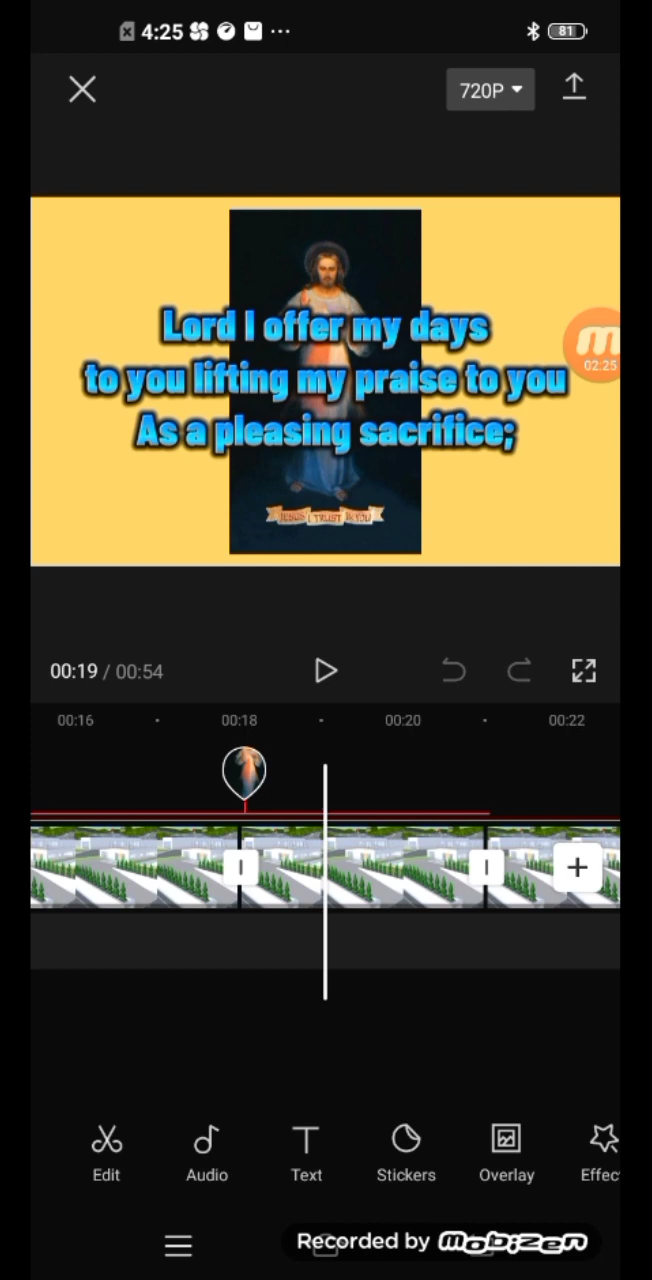 4:25
81
720P
Lord I offer my days
to you lifting my praise to you
As a pleasing sacrifice;
JESUS I TRUST IN YOU
m
02:25
00:19 / 00:54
00:16
00:18
00:20
00:22
Edit
Audio
Text
Stickers
Overlay
Effec
Recorded by mobizen